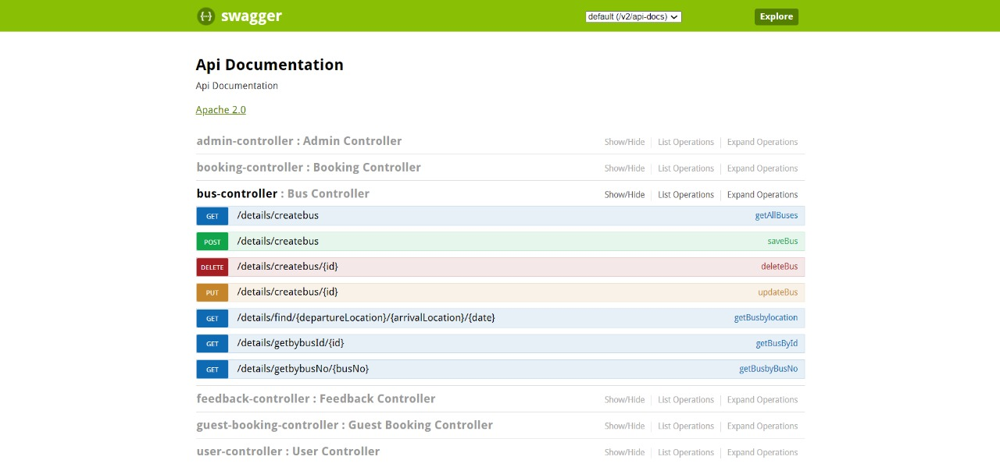 {··} swagger default (/v2/api-docs) Explore
Api Documentation
Api Documentation
Apache 2.0
admin-controller : Admin Controller Show/Hide List Operations Expand Operations
booking-controller : Booking Controller Show/Hide List Operations Expand Operations
bus-controller : Bus Controller Show/Hide List Operations Expand Operations
GET /details/createbus getAllBuses
POST /details/createbus saveBus
DELETE /details/createbus/{id} deleteBus
PUT /details/createbus/{id} updateBus
GET /details/find/{departureLocation}/{arrivalLocation}/{date} getBusbylocation
GET /details/getbybusId/{id} getBusById
GET /details/getbybusNo/{busNo} getBusbyBusNo
feedback-controller : Feedback Controller Show/Hide List Operations Expand Operations
guest-booking-controller : Guest Booking Controller Show/Hide List Operations Expand Operations
user-controller : User Controller Show/Hide List Operations Expand Operations